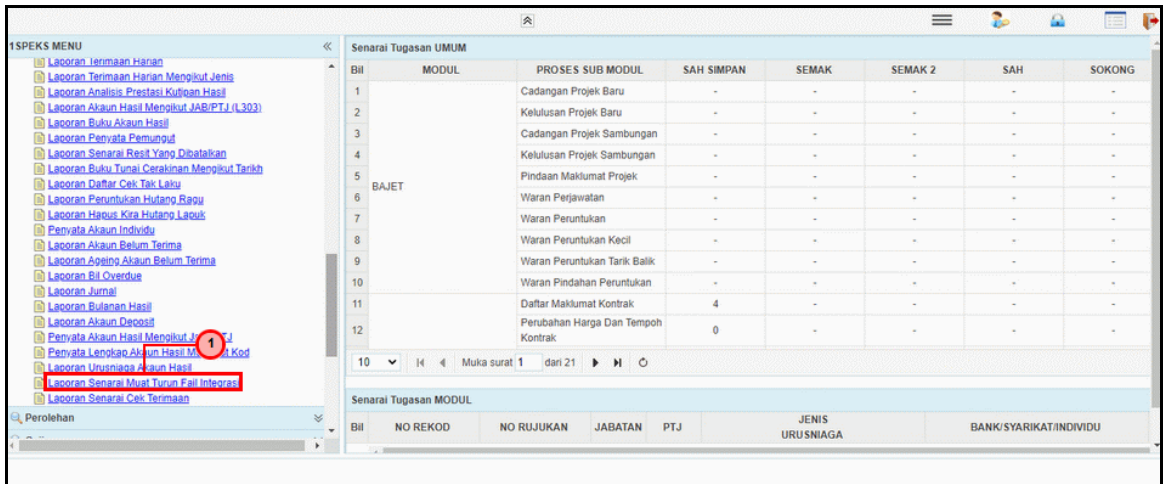 1SPEKS MENU
Laporan Terimaan Harian
Laporan Terimaan Harian Mengikut Jenis
Laporan Analisis Prestasi Kutipan Hasil
Laporan Akaun Hasil Mengikut JAB/PTJ (L303)
Laporan Buku Akaun Hasil
Laporan Penyata Pemungut
Laporan Senarai Resit Yang Dibatalkan
Laporan Buku Tunai Cerakinan Mengikut Tarikh
Laporan Daftar Cek Tak Laku
Laporan Peruntukan Hutang Ragu
Laporan Hapus Kira Hutang Lapuk
Penyata Akaun Individu
Laporan Akaun Belum Terima
Laporan Ageing Akaun Belum Terima
Laporan Bil Overdue
Laporan Jurnal
Laporan Bulanan Hasil
Laporan Akaun Deposit
Penyata Akaun Hasil Mengikut
1
Penyata Lengkap Akaun Hasil Kod
Laporan Urusniaga Akaun Hasil
Laporan Senarai Muat Turun Fail Integrasi
Laporan Senarai Cek Terimaan
Perolehan
Senarai Tugasan UMUM
Bil MODUL PROSES SUB MODUL SAH SIMPAN SEMAK SEMAK 2 SAH SOKONG
1 Cadangan Projek Baru - - - - -
2 Kelulusan Projek Baru - - - - -
3 Cadangan Projek Sambungan - - - - -
4 Kelulusan Projek Sambungan - - - - -
5 Pindaan Maklumat Projek - - - - -
BAJET
6 Waran Perjawatan - - - - -
7 Waran Peruntukan - - - - -
8 Waran Peruntukan Kecil - - - - -
9 Waran Peruntukan Tarik Balik - - - - -
10 Waran Pindahan Peruntukan - - - - -
11 Daftar Maklumat Kontrak 4 - - - -
12 Perubahan Harga Dan Tempoh 0 - - - -
Kontrak
10 Muka surat 1 dari 21
Senarai Tugasan MODUL
Bil NO REKOD NO RUJUKAN JABATAN PTJ JENIS BANK/SYARIKAT/INDIVIDU
URUSNIAGA